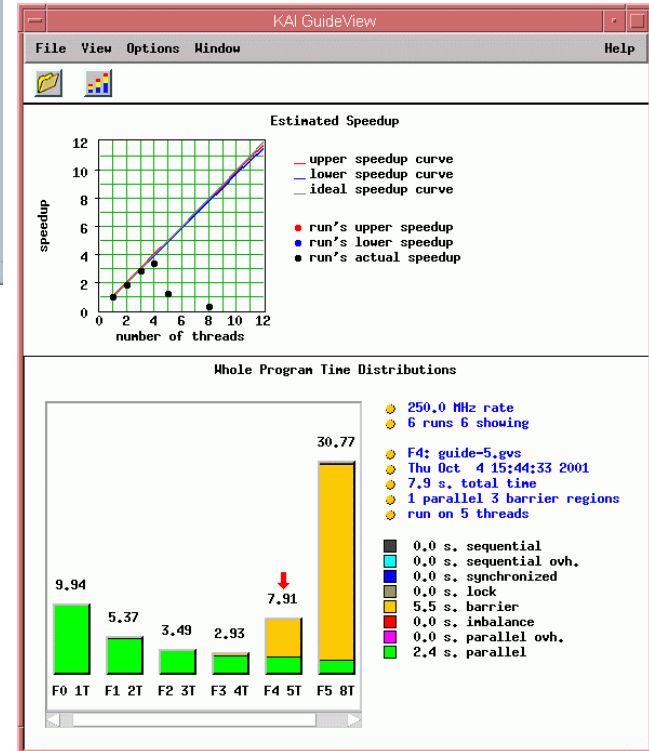 KAI GuideView
File View Options Window Help
Estimated Speedup
12
10
8
6
4
2
0
speedup
0 2 4 6 8 10 12
number of threads
upper speedup curve
lower speedup curve
ideal speedup curve
run's upper speedup
run's lower speedup
run's actual speedup
Whole Program Time Distributions
9.94
5.37
3.49
2.93
7.91
30.77
F0 1T F1 2T F2 3T F3 4T F4 5T F5 8T
250.0 MHz rate
6 runs 6 showing
F4: guide-5.gvs
Thu Oct 4 15:44:33 2001
7.9 s. total time
1 parallel 3 barrier regions
run on 5 threads
0.0 s. sequential
0.0 s. sequential ovh.
0.0 s. synchronized
0.0 s. lock
5.5 s. barrier
0.0 s. imbalance
0.0 s. parallel ovh.
2.4 s. parallel